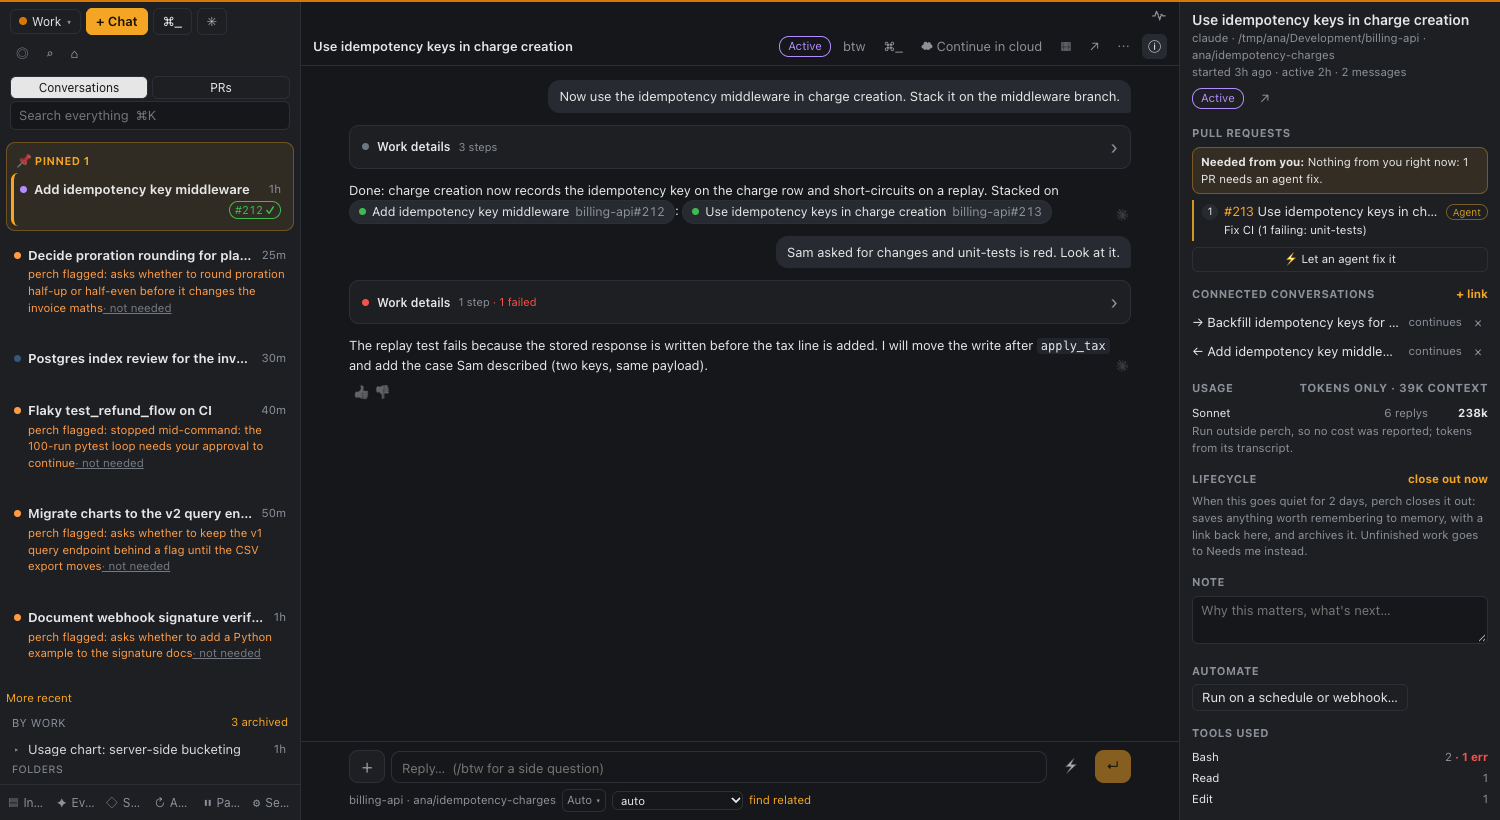 Work
+ Chat
⌘_
Conversations
PRs
Search everything ⌘K
PINNED 1
Add idempotency key middleware 1h
#212 ✓
Decide proration rounding for pla... 25m
perch flagged: asks whether to round proration
half-up or half-even before it changes the
invoice maths· not needed
Postgres index review for the inv... 30m
Flaky test_refund_flow on CI 40m
perch flagged: stopped mid-command: the
100-run pytest loop needs your approval to
continue· not needed
Migrate charts to the v2 query en... 50m
perch flagged: asks whether to keep the v1
query endpoint behind a flag until the CSV
export moves· not needed
Document webhook signature verif... 1h
perch flagged: asks whether to add a Python
example to the signature docs· not needed
More recent
BY WORK 3 archived
Usage chart: server-side bucketing 1h
FOLDERS
In... Ev... S... A... Pa... Se...
Use idempotency keys in charge creation
Active btw ⌘_ Continue in cloud
Now use the idempotency middleware in charge creation. Stack it on the middleware branch.
Work details 3 steps
Done: charge creation now records the idempotency key on the charge row and short-circuits on a replay. Stacked on
Add idempotency key middleware billing-api#212 : Use idempotency keys in charge creation billing-api#213
Sam asked for changes and unit-tests is red. Look at it.
Work details 1 step · 1 failed
The replay test fails because the stored response is written before the tax line is added. I will move the write after apply_tax
and add the case Sam described (two keys, same payload).
Reply... (/btw for a side question)
billing-api · ana/idempotency-charges Auto auto find related
Use idempotency keys in charge creation
claude · /tmp/ana/Development/billing-api ·
ana/idempotency-charges
started 3h ago · active 2h · 2 messages
Active
PULL REQUESTS
Needed from you: Nothing from you right now: 1
PR needs an agent fix.
1 #213 Use idempotency keys in ch... Agent
Fix CI (1 failing: unit-tests)
⚡ Let an agent fix it
CONNECTED CONVERSATIONS + link
→ Backfill idempotency keys for ... continues ×
← Add idempotency key middle... continues ×
USAGE TOKENS ONLY · 39K CONTEXT
Sonnet 6 replys 238k
Run outside perch, so no cost was reported; tokens
from its transcript.
LIFECYCLE close out now
When this goes quiet for 2 days, perch closes it out:
saves anything worth remembering to memory, with a
link back here, and archives it. Unfinished work goes
to Needs me instead.
NOTE
Why this matters, what's next...
AUTOMATE
Run on a schedule or webhook...
TOOLS USED
Bash 2 · 1 err
Read 1
Edit 1